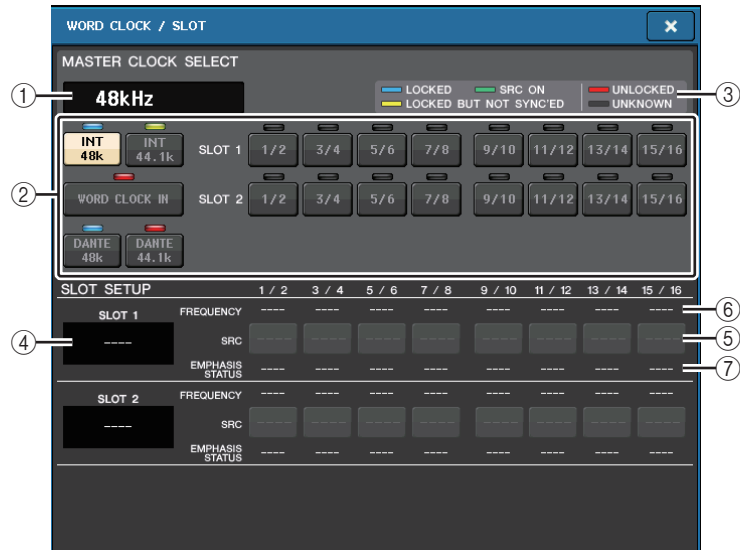 WORD CLOCK / SLOT ×
MASTER CLOCK SELECT
① 48kHz LOCKED SRC ON UNLOCKED ③
LOCKED BUT NOT SYNC'ED UNKNOWN
②
INT 48k INT 44.1k SLOT 1 1/2 3/4 5/6 7/8 9/10 11/12 13/14 15/16
WORD CLOCK IN SLOT 2 1/2 3/4 5/6 7/8 9/10 11/12 13/14 15/16
DANTE 48k DANTE 44.1k
SLOT SETUP 1 / 2 3 / 4 5 / 6 7 / 8 9 / 10 11 / 12 13 / 14 15 / 16
SLOT 1 FREQUENCY ---- ---- ---- ---- ---- ---- ---- ---- ⑥
④ ---- SRC ---- ---- ---- ---- ---- ---- ---- ---- ⑤
EMPHASIS STATUS ---- ---- ---- ---- ---- ---- ---- ---- ⑦
SLOT 2 FREQUENCY ---- ---- ---- ---- ---- ---- ---- ----
---- SRC ---- ---- ---- ---- ---- ---- ---- ----
EMPHASIS STATUS ---- ---- ---- ---- ---- ---- ---- ----